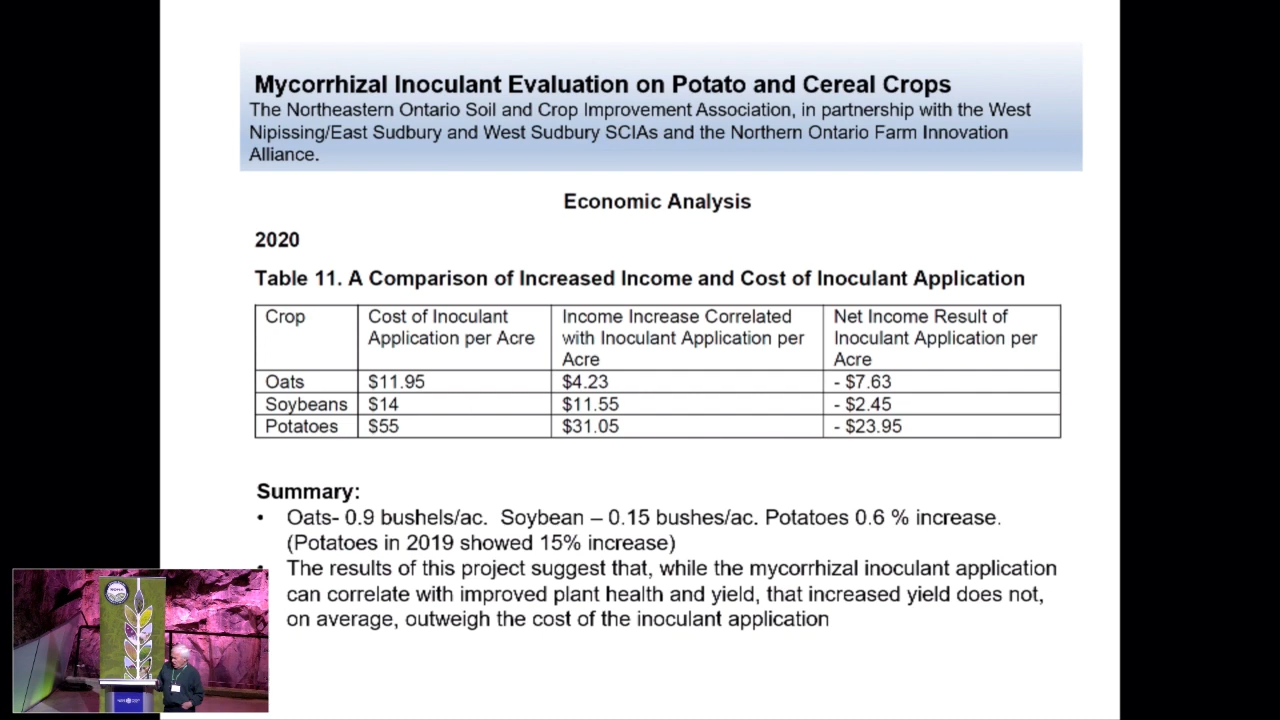 Mycorrhizal Inoculant Evaluation on Potato and Cereal Crops
The Northeastern Ontario Soil and Crop Improvement Association, in partnership with the West
Nipissing/East Sudbury and West Sudbury SCIAs and the Northern Ontario Farm Innovation
Alliance.
Economic Analysis
2020
Table 11. A Comparison of Increased Income and Cost of Inoculant Application
Crop
Cost of Inoculant
Application per Acre
Income Increase Correlated
with Inoculant Application per
Acre
Net Income Result of
Inoculant Application per
Acre
Oats $11.95 $4.23 - $7.63
Soybeans $14 $11.55 - $2.45
Potatoes $55 $31.05 - $23.95
Summary:
• Oats- 0.9 bushels/ac. Soybean – 0.15 bushes/ac. Potatoes 0.6 % increase.
(Potatoes in 2019 showed 15% increase)
• The results of this project suggest that, while the mycorrhizal inoculant application
can correlate with improved plant health and yield, that increased yield does not,
on average, outweigh the cost of the inoculant application